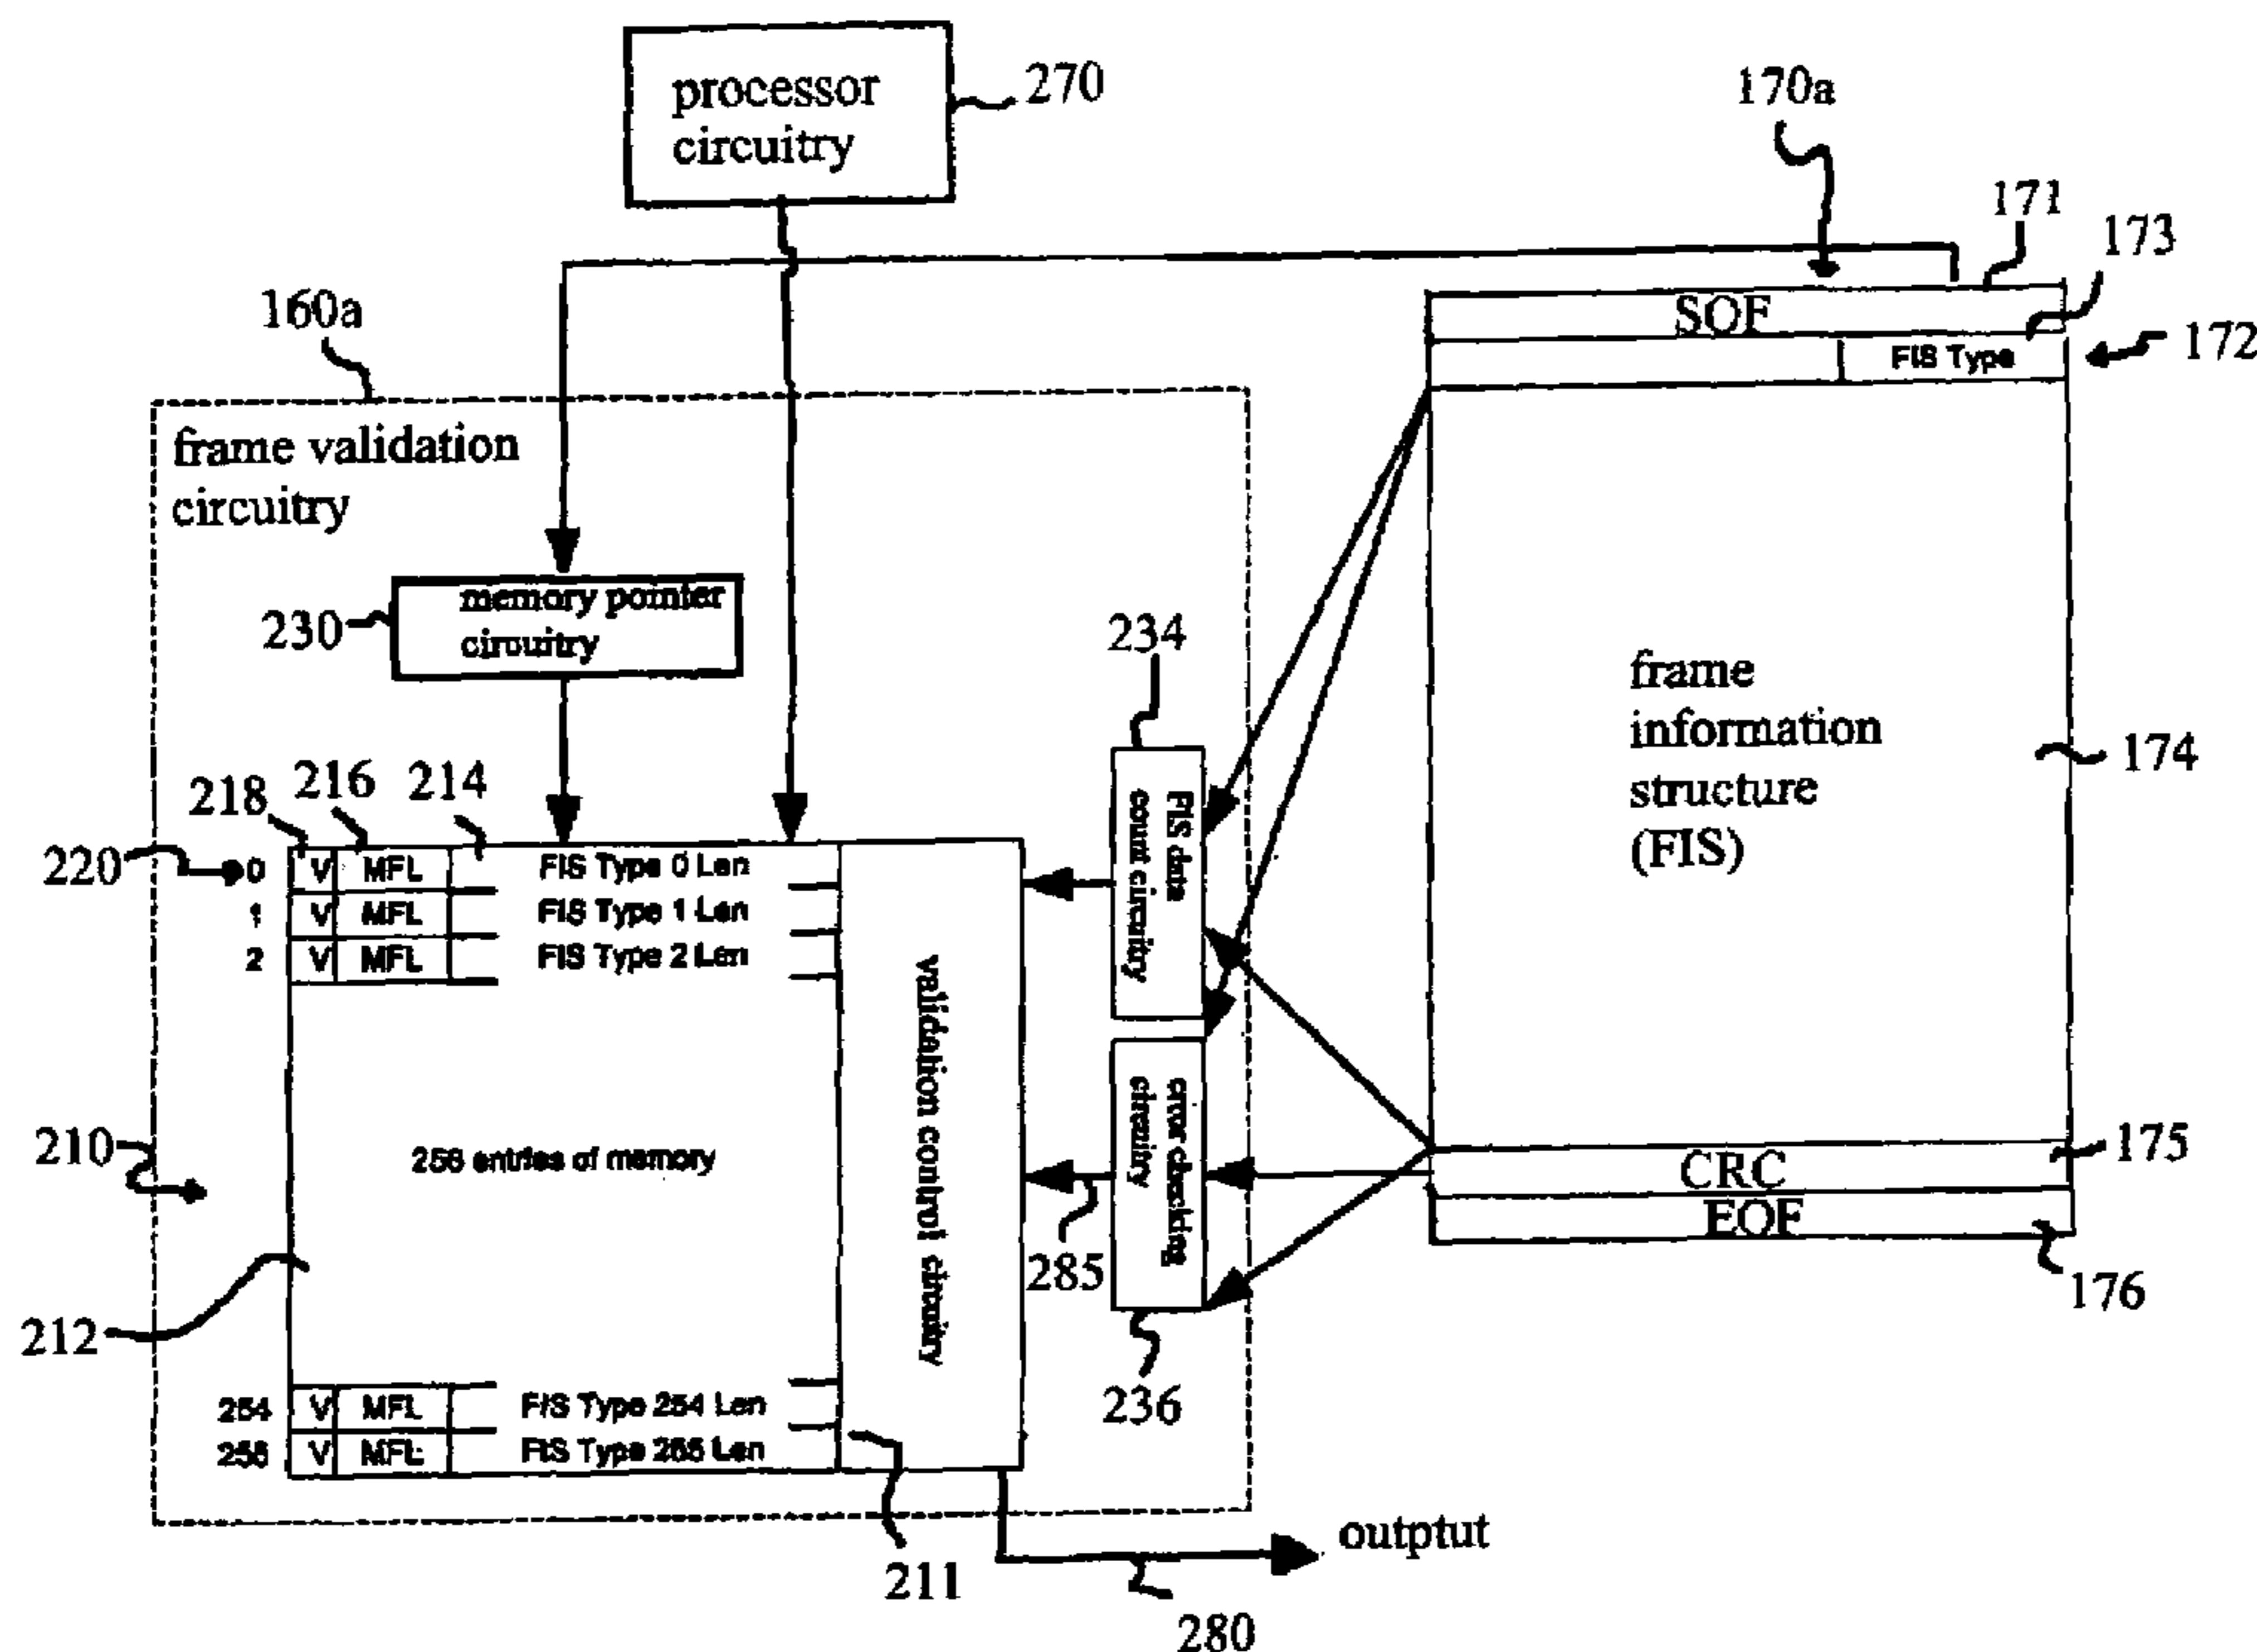 processor
circuitry
270
170a
171
173
SOF
FIS Type
172
160a
frame validation
circuitry
memory pointer
circuitry
230
234
FIS data
count circuitry
frame
information
structure
(FIS)
174
218
216
214
220
0 V MFL FIS Type 0 Len
1 V MFL FIS Type 1 Len
2 V MFL FIS Type 2 Len
validation control circuitry
210
256 entries of memory
error checking
circuitry
285
CRC
175
EOF
176
212
236
254 V MFL FIS Type 254 Len
255 V MFL FIS Type 255 Len
211
outptut
280